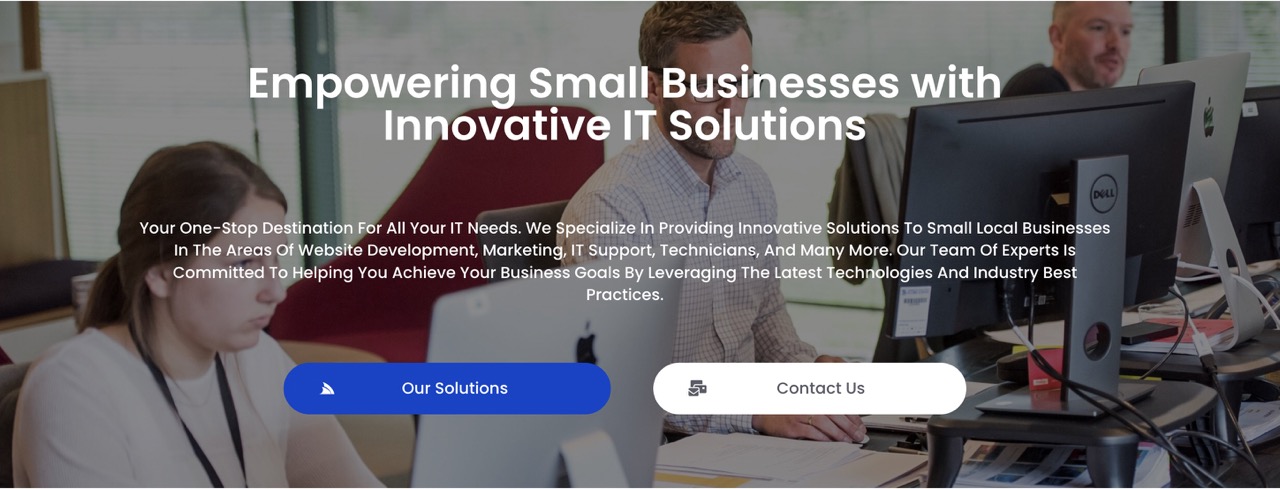 Empowering Small Businesses with
Innovative IT Solutions
Your One-Stop Destination For All Your IT Needs. We Specialize In Providing Innovative Solutions To Small Local Businesses
In The Areas Of Website Development, Marketing, IT Support, Technicians, And Many More. Our Team Of Experts Is
Committed To Helping You Achieve Your Business Goals By Leveraging The Latest Technologies And Industry Best
Practices.
Our Solutions
Contact Us
DELL